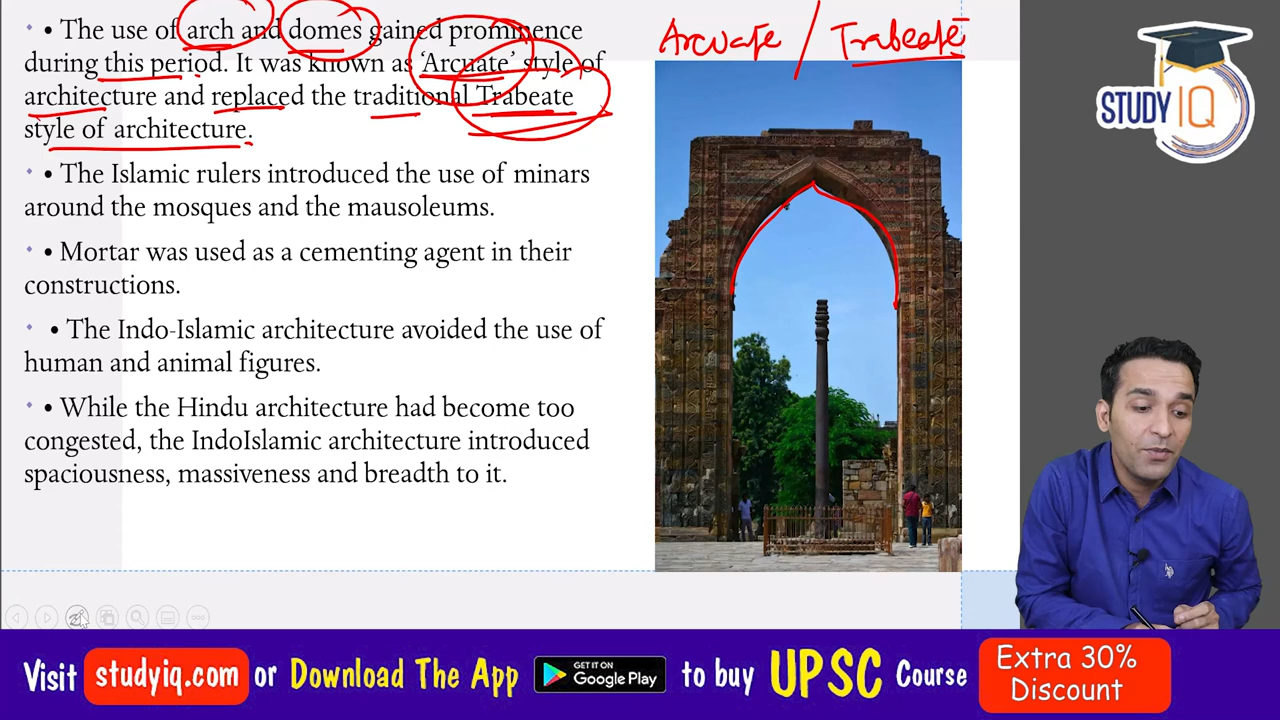 • The use of arch and domes gained prominence
during this period. It was known as ‘Arcuate’ style of
architecture and replaced the traditional Trabeate
style of architecture.
• The Islamic rulers introduced the use of minars
around the mosques and the mausoleums.
• Mortar was used as a cementing agent in their
constructions.
• The Indo-Islamic architecture avoided the use of
human and animal figures.
• While the Hindu architecture had become too
congested, the IndoIslamic architecture introduced
spaciousness, massiveness and breadth to it.
Arcuate / Trabeate
STUDY IQ
Visit studyiq.com or Download The App GET IT ON Google Play to buy UPSC Course
Extra 30%
Discount